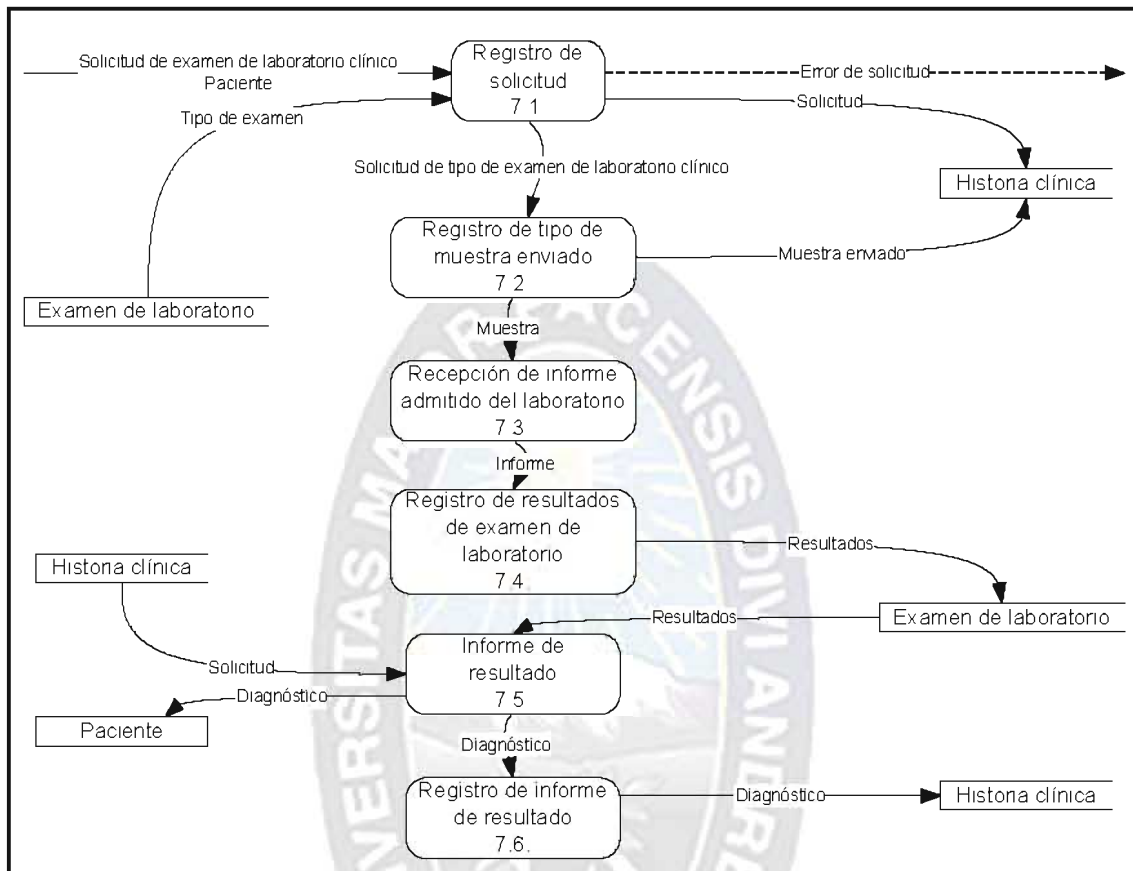 Solicitud de examen de laboratorio clínico
Paciente
Registro de
solicitud
7 1
Error de solicitud
Solicitud
Tipo de examen
Solicitud de tipo de examen de laboratorio clínico
Historia clínica
Registro de tipo de
muestra enviado
7 2
Muestra enviado
Examen de laboratorio
Muestra
Recepción de informe
admitido del laboratorio
7 3
Informe
Registro de resultados
de examen de
laboratorio
7 4
Resultados
Historia clínica
Examen de laboratorio
Resultados
Informe de
resultado
7 5
Solicitud
Diagnóstico
Paciente
Diagnóstico
Registro de informe
de resultado
7.6.
Diagnóstico
Historia clínica